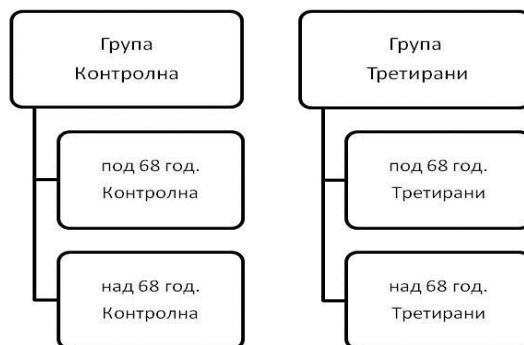 Група
Контролна
под 68 год.
Контролна
над 68 год.
Контролна
Група
Третирани
под 68 год.
Третирани
над 68 год.
Третирани